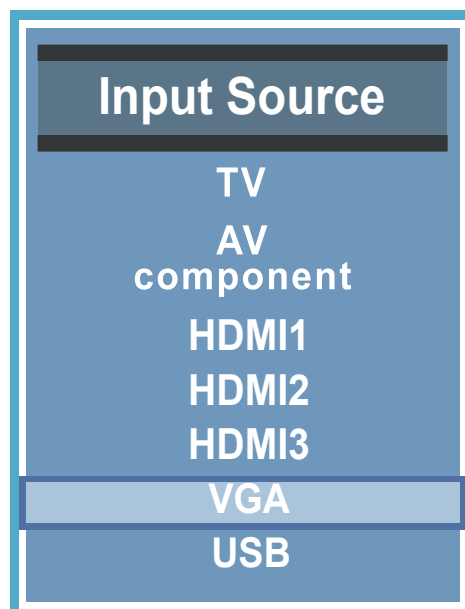 Input Source
TV
AV
component
HDMI1
HDMI2
HDMI3
VGA
USB